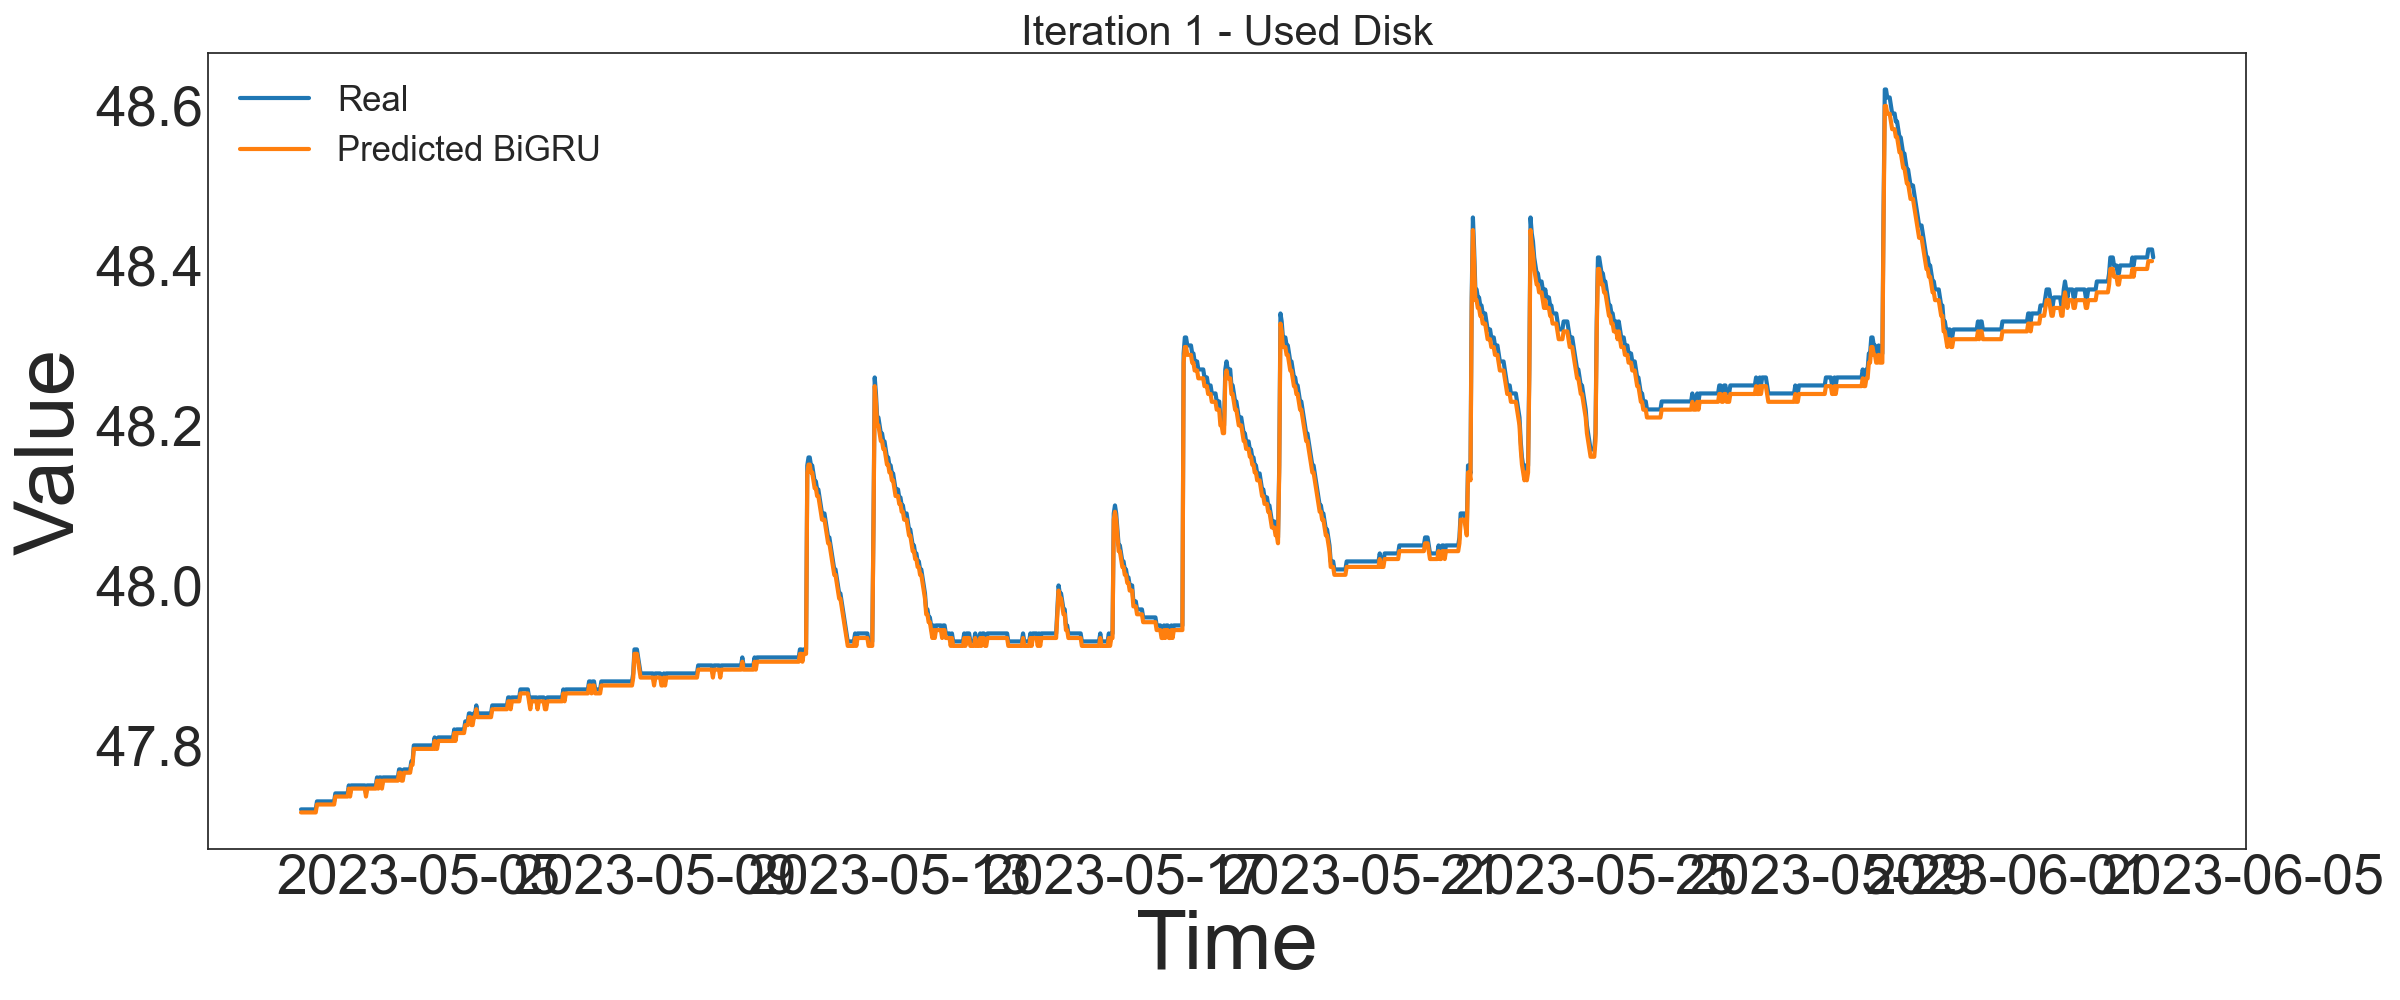 Iteration 1 - Used Disk
Real
Predicted BiGRU
48.6
48.4
48.2
48.0
47.8
Value
2023-05-05
2023-05-09
2023-05-13
2023-05-17
2023-05-21
2023-05-25
2023-05-29
2023-06-01
2023-06-05
Time